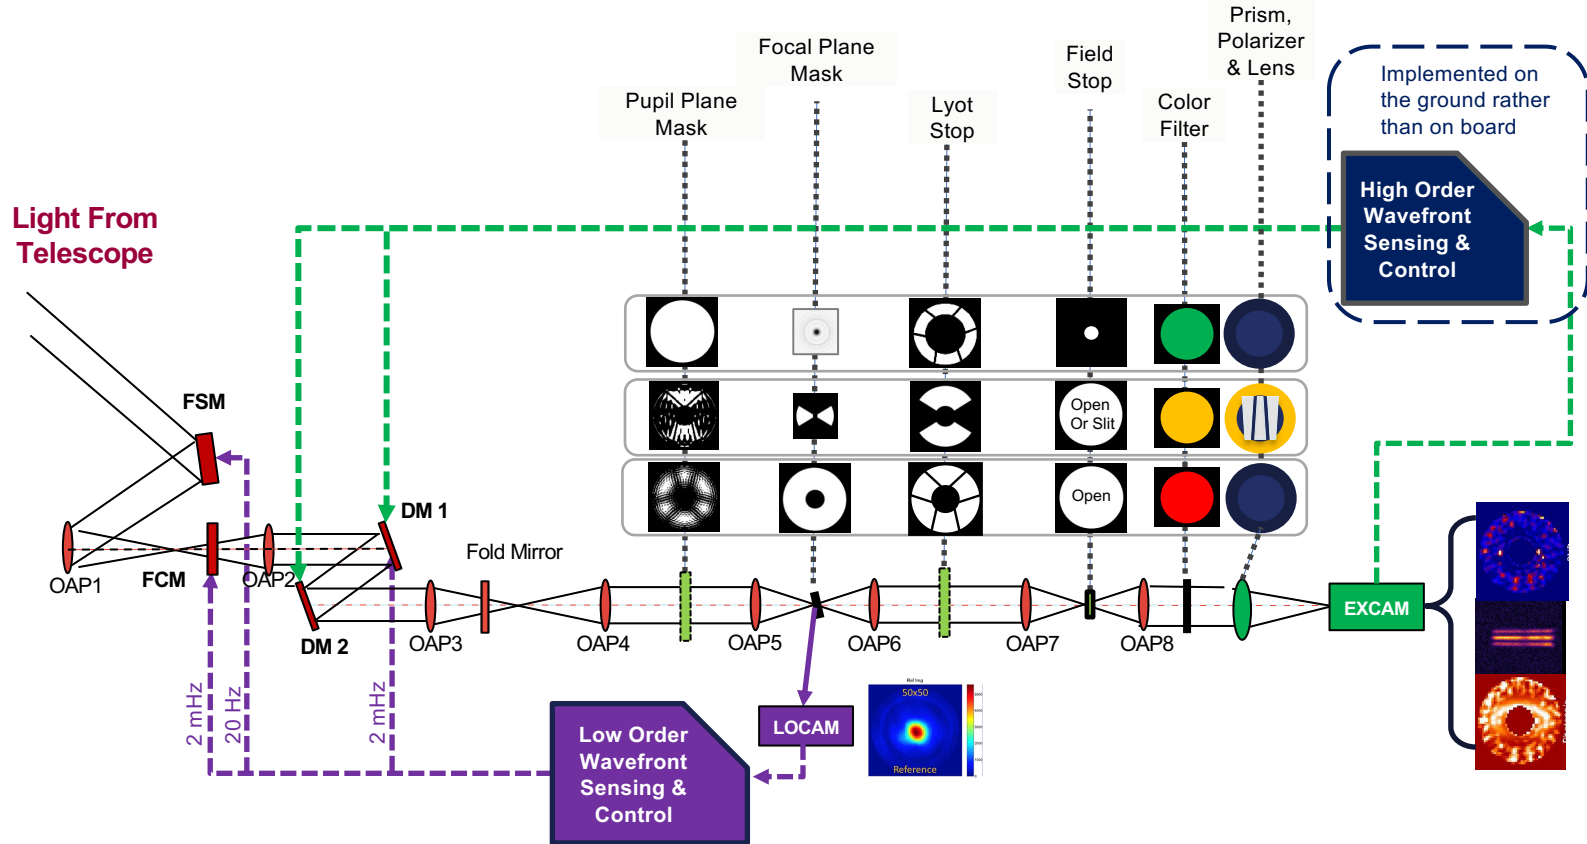 Prism,
Polarizer
& Lens
Focal Plane
Mask
Field
Stop
Pupil Plane
Mask
Lyot
Stop
Color
Filter
Implemented on
the ground rather
than on board
High Order
Wavefront
Sensing &
Control
Light From
Telescope
FSM
Open
Or Slit
Open
DM 1
Fold Mirror
OAP1
FCM
OAP2
DM 2
OAP3
OAP4
OAP5
OAP6
OAP7
OAP8
EXCAM
2 mHz
20 Hz
2 mHz
LOCAM
Low Order
Wavefront
Sensing &
Control
Ref Img
50x50
Reference